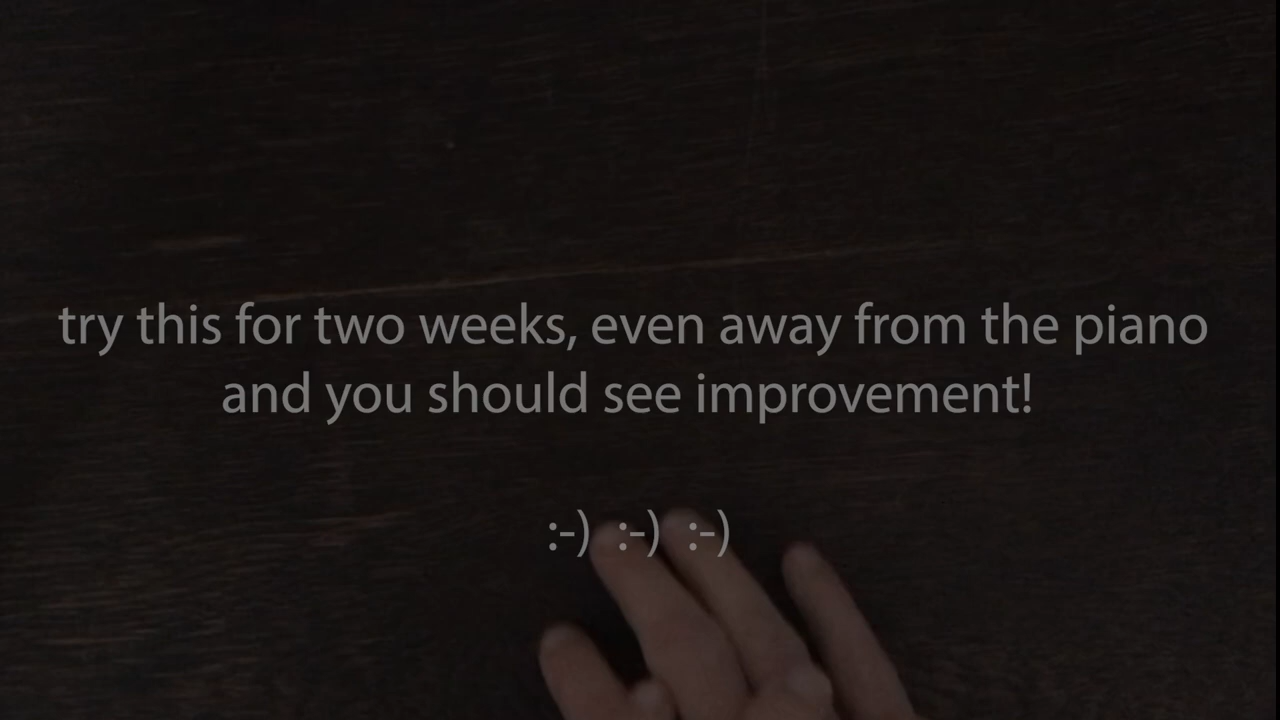 try this for two weeks, even away from the piano
and you should see improvement!
:-) :-) :-)